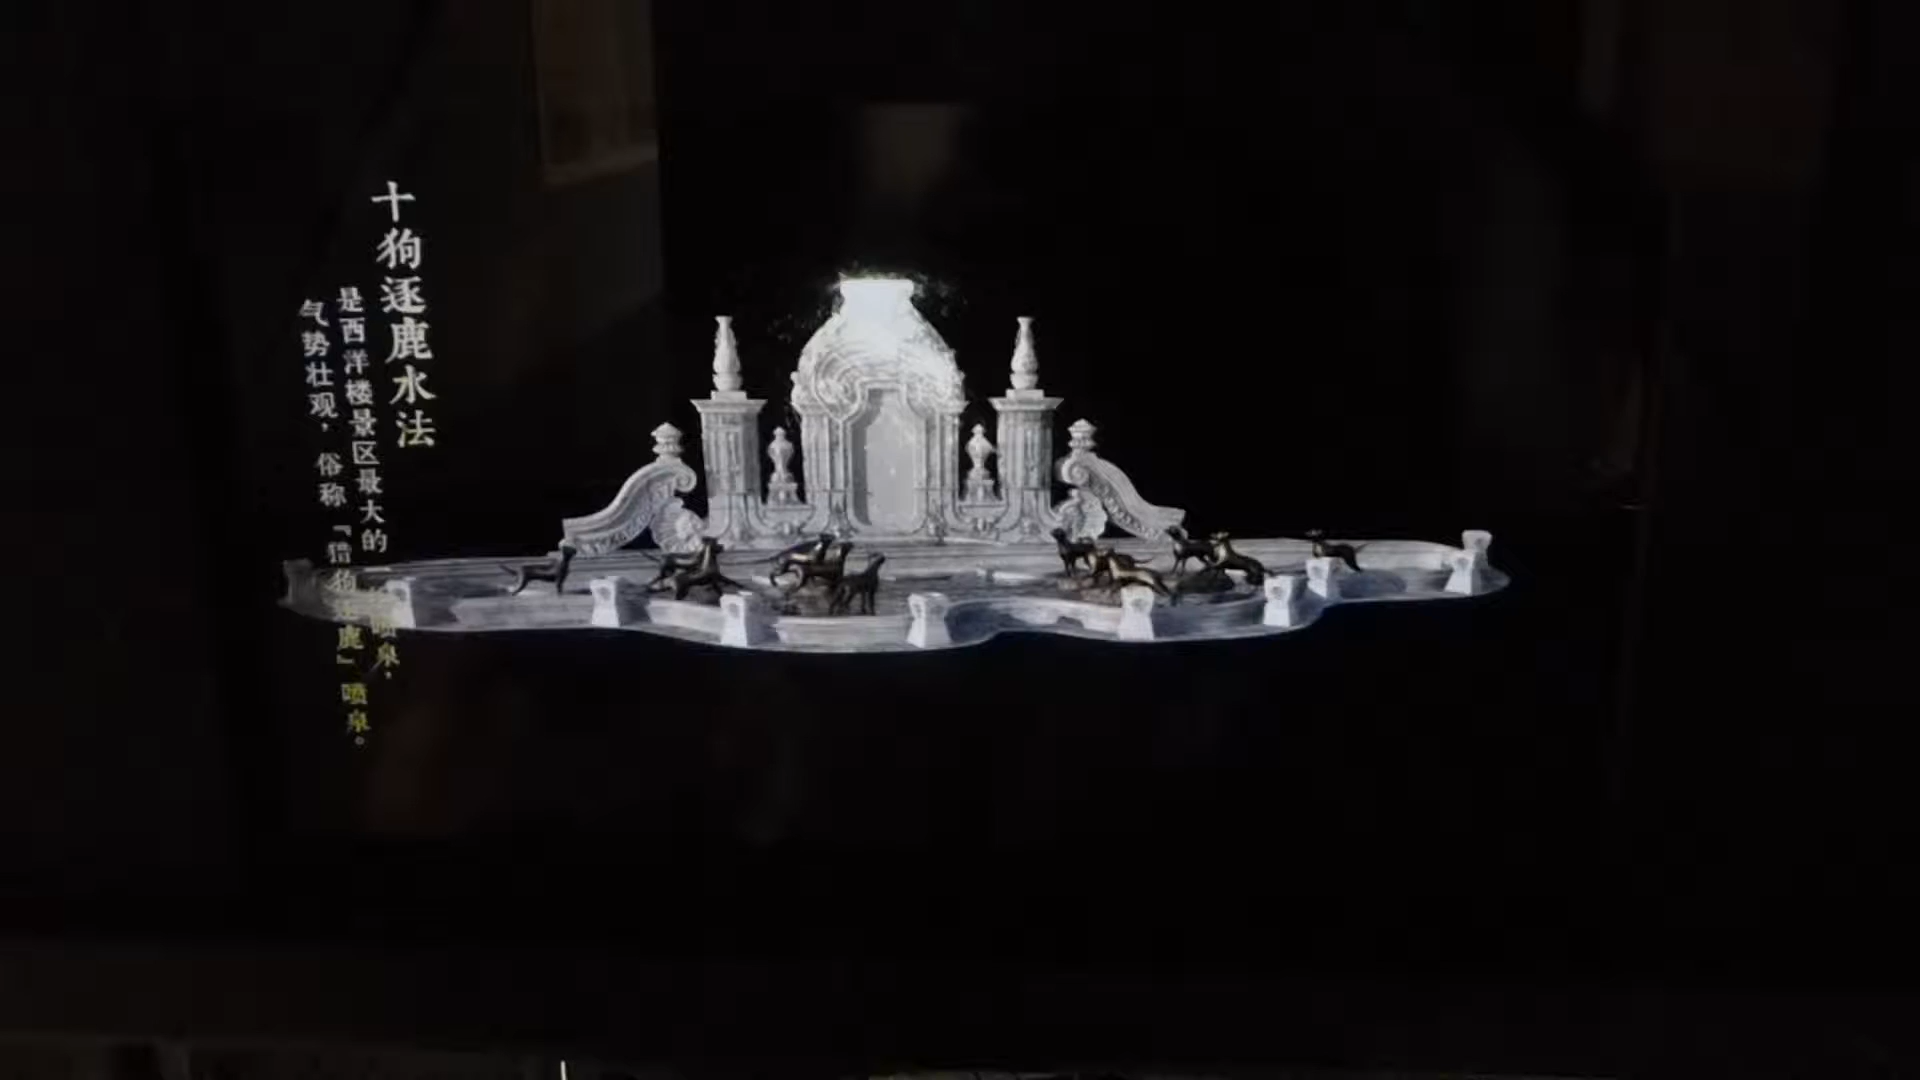 十狗逐鹿水法
是西洋楼景区最大的喷泉，
气势壮观，俗称『猎狗逐鹿』喷泉。